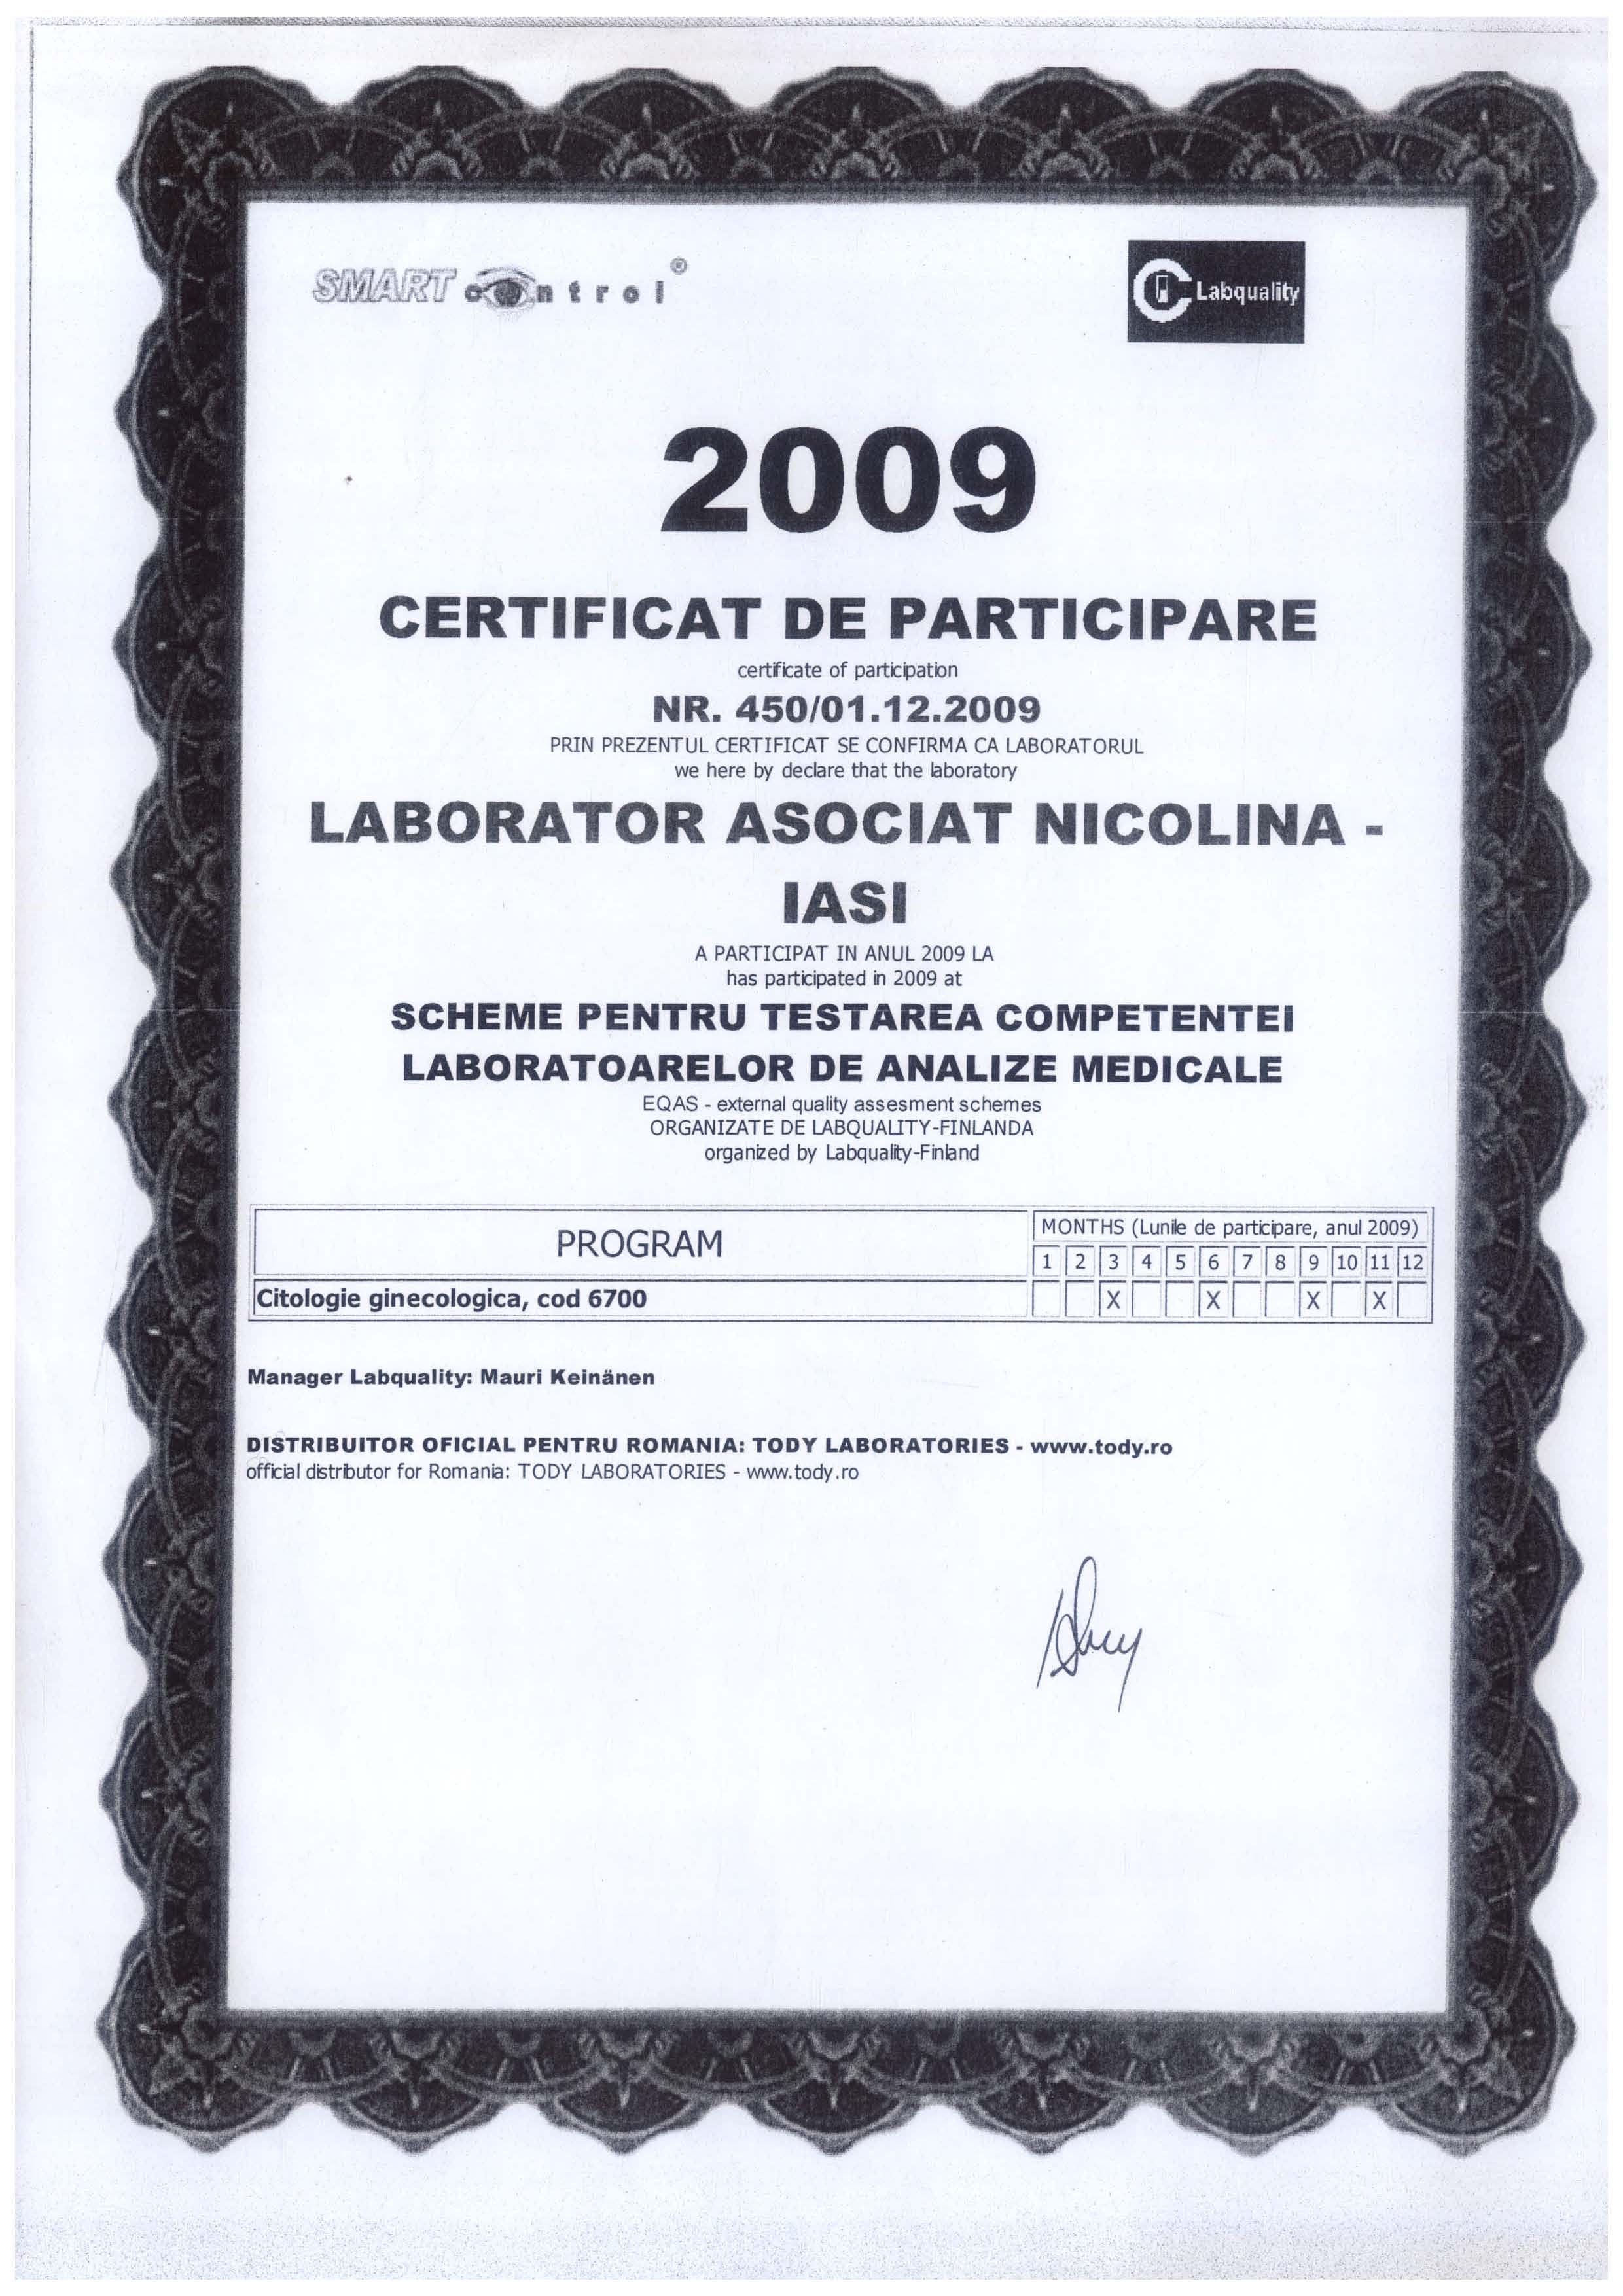 SMART control®
Labquality
2009
CERTIFICAT DE PARTICIPARE
certificate of participation
NR. 450/01.12.2009
PRIN PREZENTUL CERTIFICAT SE CONFIRMA CA LABORATORUL
we here by declare that the laboratory
LABORATOR ASOCIAT NICOLINA -
IASI
A PARTICIPAT IN ANUL 2009 LA
has participated in 2009 at
SCHEME PENTRU TESTAREA COMPETENTEI
LABORATOARELOR DE ANALIZE MEDICALE
EQAS - external quality assesment schemes
ORGANIZATE DE LABQUALITY-FINLANDA
organized by Labquality-Finland
PROGRAM
MONTHS (Lunile de participare, anul 2009)
1 2 3 4 5 6 7 8 9 10 11 12
Citologie ginecologica, cod 6700 X X X X
Manager Labquality: Mauri Keinänen
DISTRIBUITOR OFICIAL PENTRU ROMANIA: TODY LABORATORIES - www.tody.ro
official distributor for Romania: TODY LABORATORIES - www.tody.ro